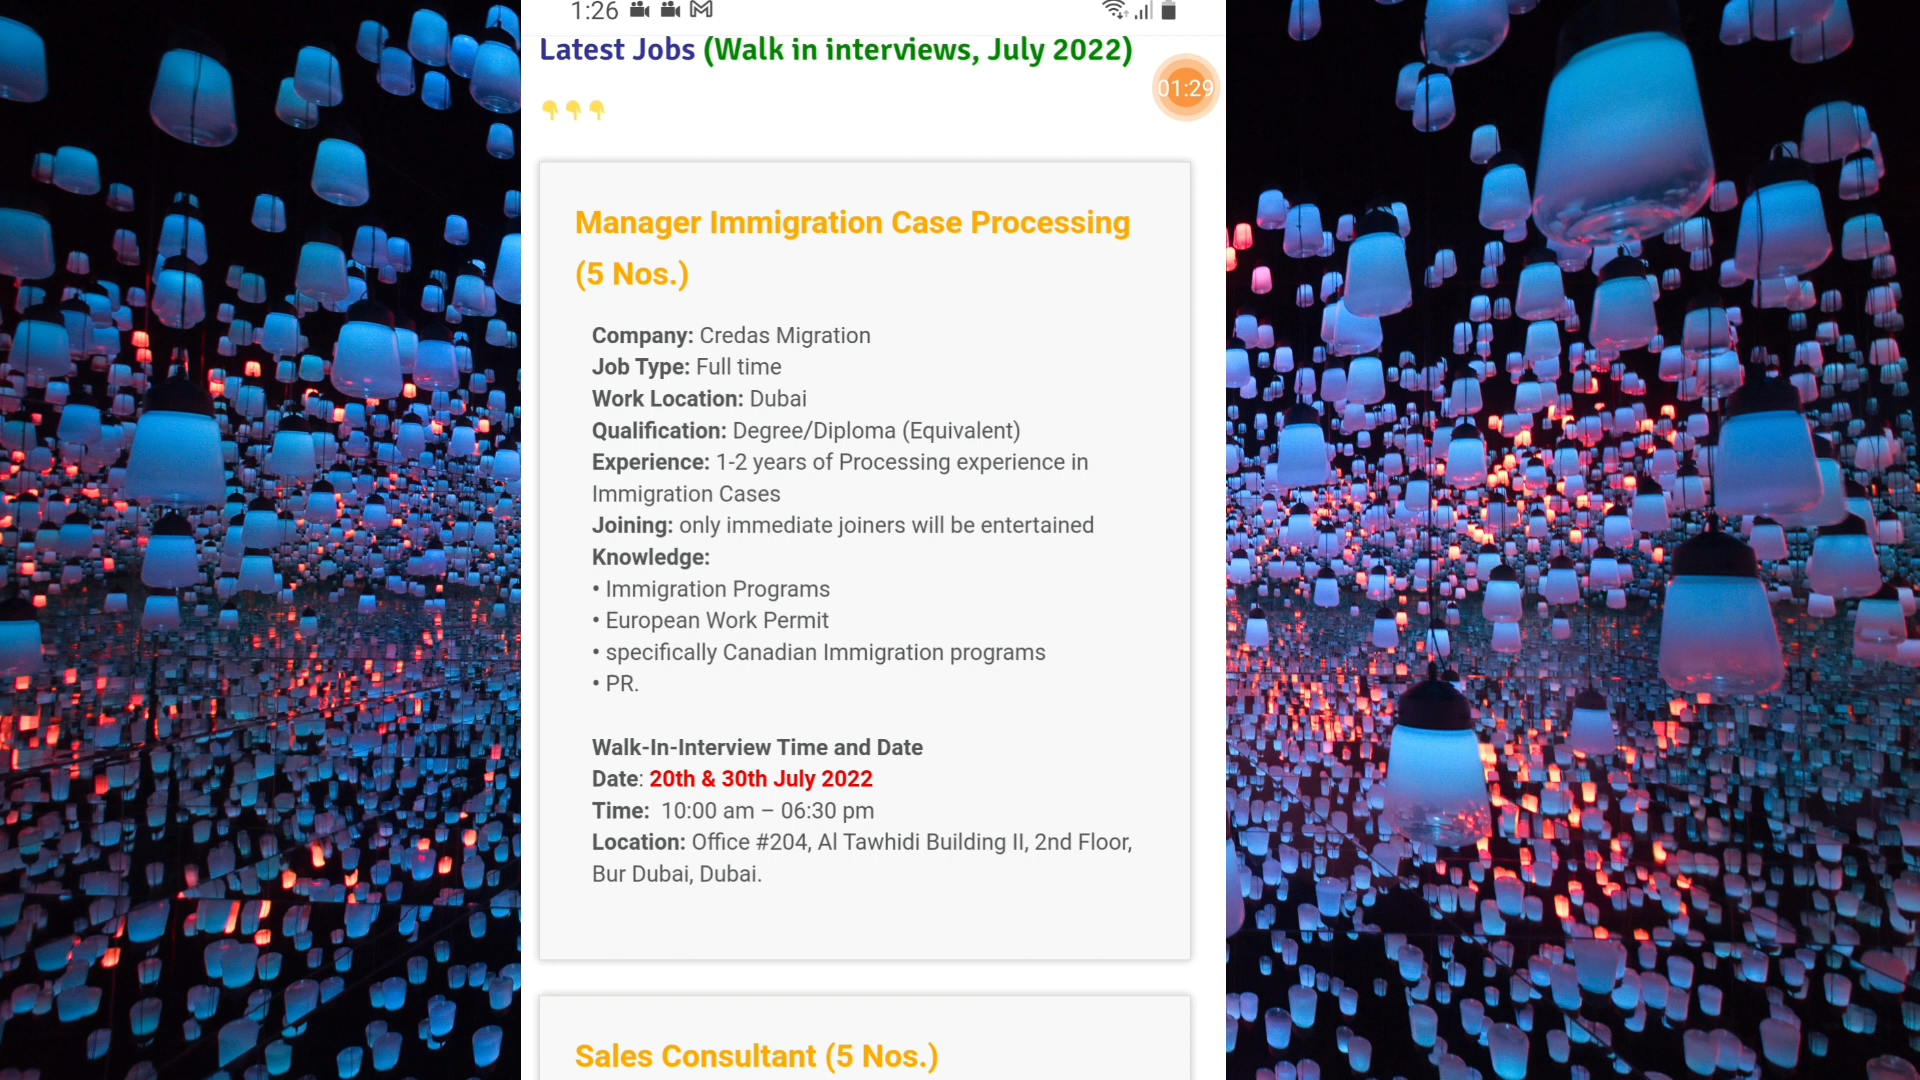 1:26
Latest Jobs (Walk in interviews, July 2022)
01:29
Manager Immigration Case Processing
(5 Nos.)
Company: Credas Migration
Job Type: Full time
Work Location: Dubai
Qualification: Degree/Diploma (Equivalent)
Experience: 1-2 years of Processing experience in
Immigration Cases
Joining: only immediate joiners will be entertained
Knowledge:
• Immigration Programs
• European Work Permit
• specifically Canadian Immigration programs
• PR.
Walk-In-Interview Time and Date
Date: 20th & 30th July 2022
Time: 10:00 am – 06:30 pm
Location: Office #204, Al Tawhidi Building II, 2nd Floor,
Bur Dubai, Dubai.
Sales Consultant (5 Nos.)